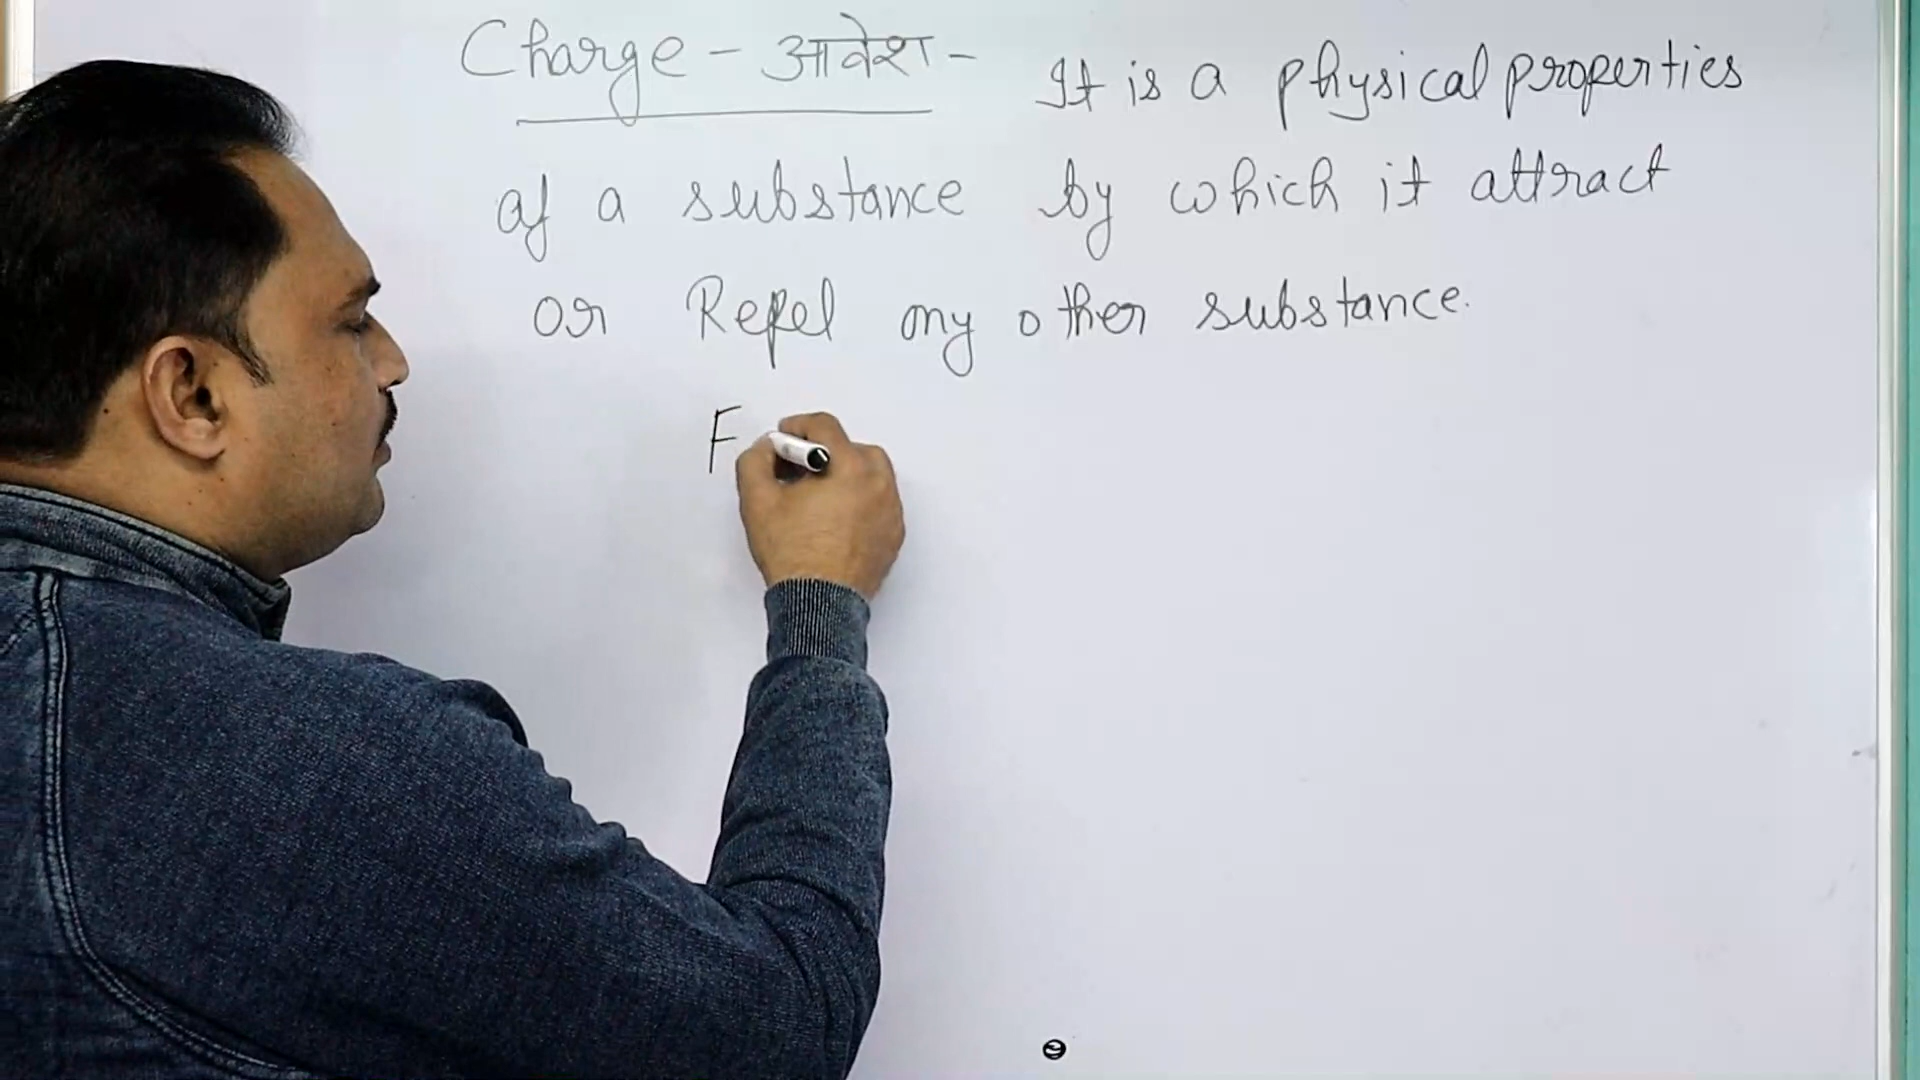 Charge - आवेश - It is a physical properties
of a substance by which it attract
or Repel any other substance.
F